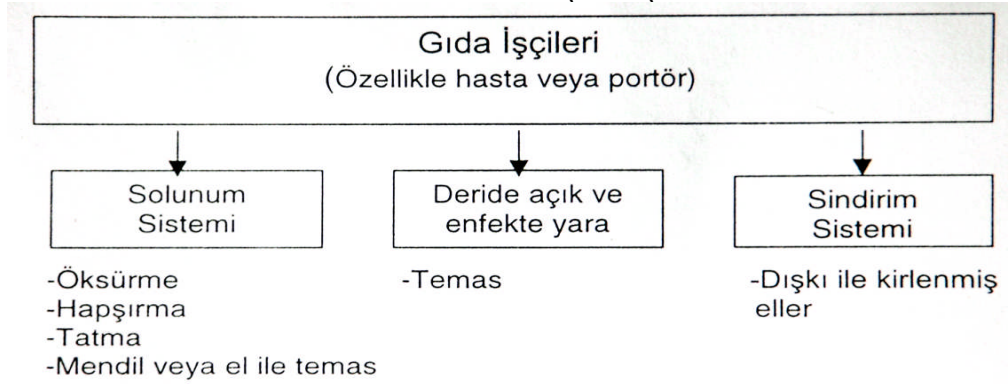 Gıda İşçileri
(Özellikle hasta veya portör)
Solunum
Sistemi
-Öksürme
-Hapşırma
-Tatma
-Mendil veya el ile temas
Deride açık ve
enfekte yara
-Temas
Sindirim
Sistemi
-Dışkı ile kirlenmiş
eller